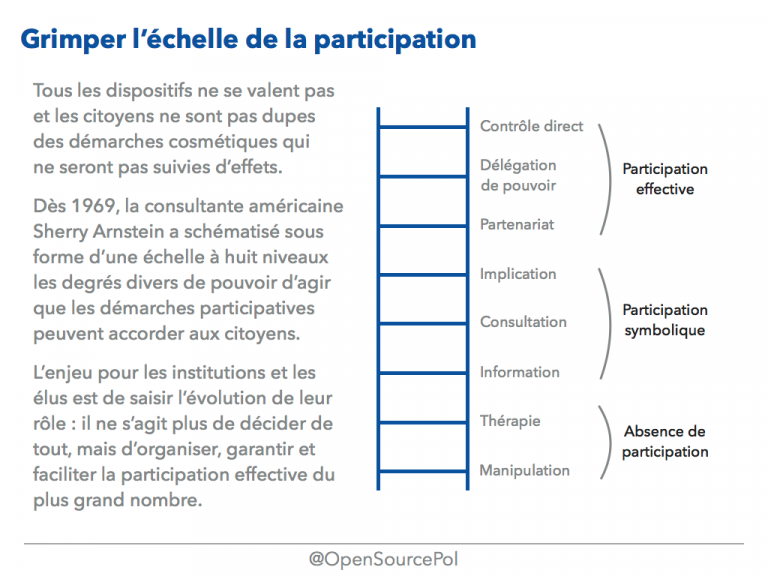 Grimper l’échelle de la participation
Tous les dispositifs ne se valent pas
et les citoyens ne sont pas dupes
des démarches cosmétiques qui
ne seront pas suivies d’effets.
Dès 1969, la consultante américaine
Sherry Arnstein a schématisé sous
forme d’une échelle à huit niveaux
les degrés divers de pouvoir d’agir
que les démarches participatives
peuvent accorder aux citoyens.
L’enjeu pour les institutions et les
élus est de saisir l’évolution de leur
rôle : il ne s’agit plus de décider de
tout, mais d’organiser, garantir et
faciliter la participation effective du
plus grand nombre.
Contrôle direct
Délégation
de pouvoir
Partenariat
Participation
effective
Implication
Consultation
Information
Participation
symbolique
Thérapie
Manipulation
Absence de
participation
@OpenSourcePol